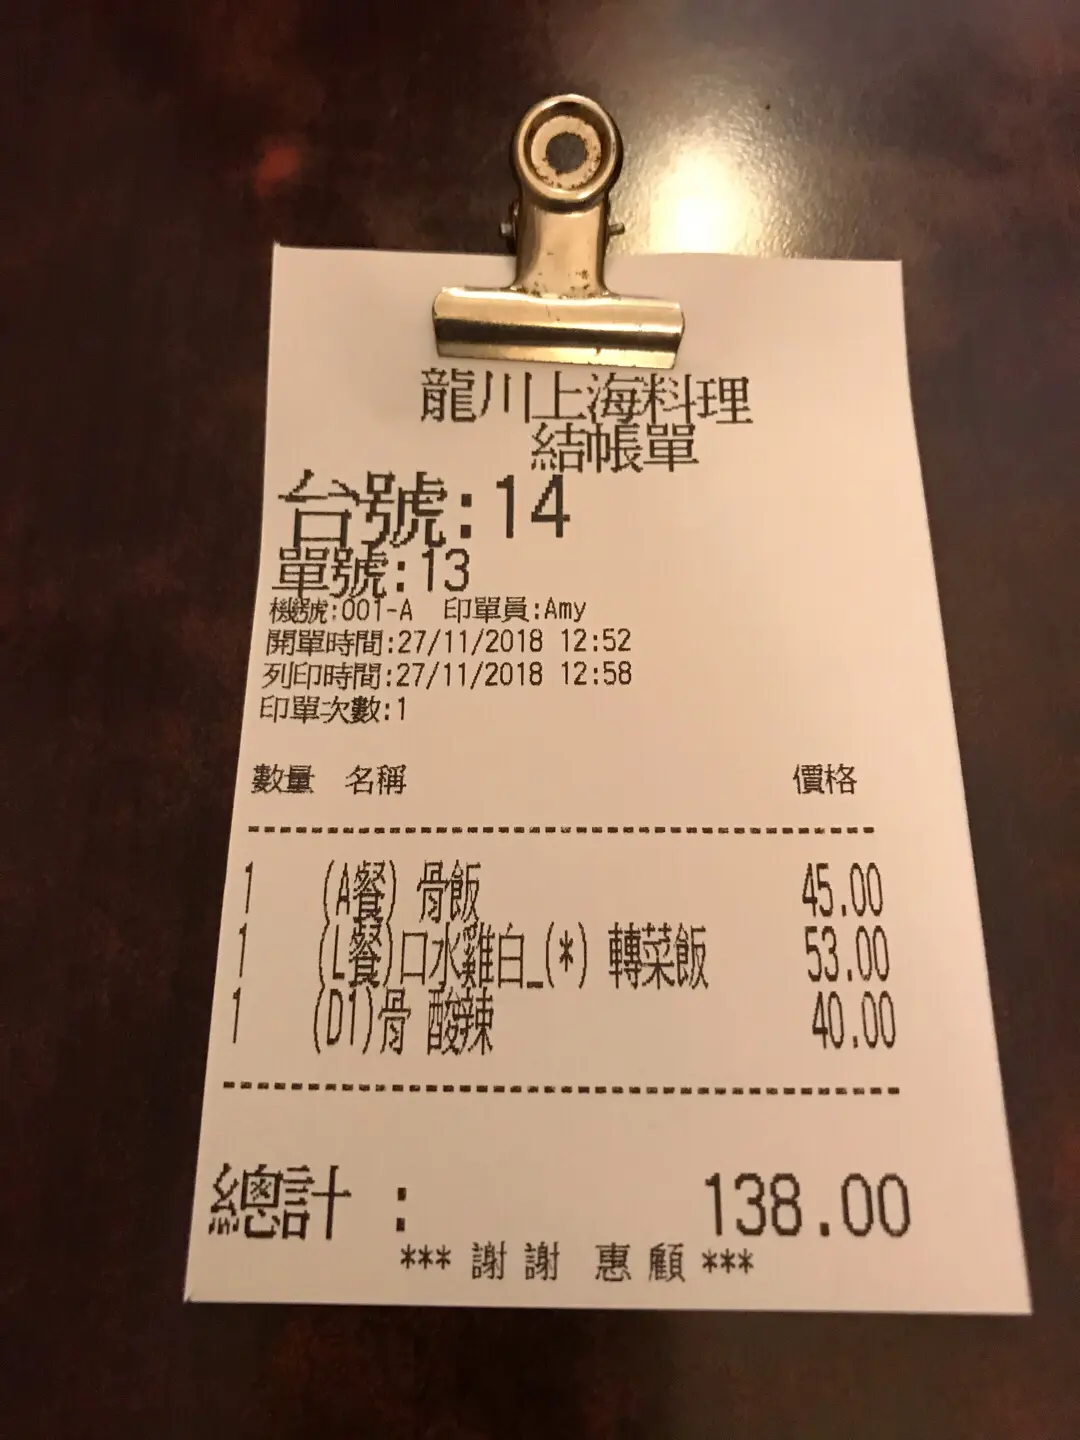 龍川上海料理
結帳單
台號:14
單號:13
機號:001-A 印單員:Amy
開單時間:27/11/2018 12:52
列印時間:27/11/2018 12:58
印單次數:1
數量 名稱 價格
1 (A餐) 骨飯 45.00
1 (L餐)口水雞白_(*) 轉菜飯 53.00
1 (D1)骨 酸辣 40.00
總計 : 138.00
*** 謝謝 惠顧 ***